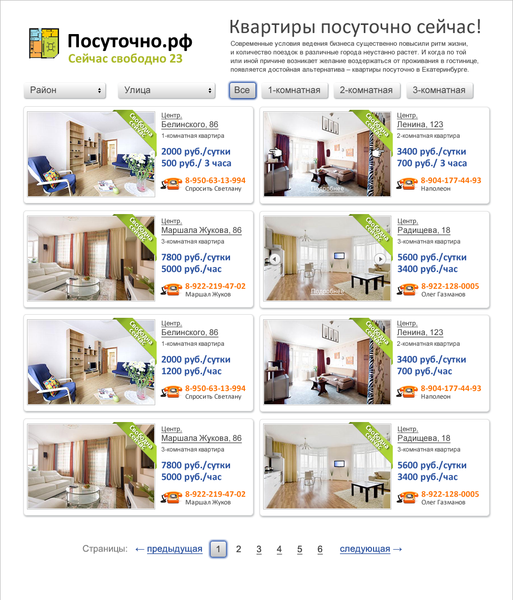 Посуточно.рф
Сейчас свободно 23
Квартиры посуточно сейчас!
Современные условия ведения бизнеса существенно повысили ритм жизни,
и количество поездок в различные города неустанно растет. И когда по той
или иной причине возникает желание воздержаться от проживания в гостинице,
появляется достойная альтернатива – квартиры посуточно в Екатеринбурге.
Район
Улица
Все
1-комнатная
2-комнатная
3-комнатная
Свободна сейчас
Центр,
Белинского, 86
1-комнатная квартира
2000 руб./сутки
500 руб./ 3 часа
8-950-63-13-994
Спросить Светлану
Свободна сейчас
Подробнее
Центр,
Ленина, 123
2-комнатная квартира
3400 руб./сутки
700 руб./ 3 часа
8-904-177-44-93
Наполеон
Свободна сейчас
Центр,
Маршала Жукова, 86
3-комнатная квартира
7800 руб./сутки
5000 руб./час
8-922-219-47-02
Маршал Жуков
Свободна сейчас
Подробнее
Центр,
Радищева, 18
3-комнатная квартира
5600 руб./сутки
3400 руб./час
8-922-128-0005
Олег Газманов
Свободна сейчас
Центр,
Белинского, 86
1-комнатная квартира
2000 руб./сутки
1200 руб./час
8-950-63-13-994
Спросить Светлану
Свободна сейчас
Центр,
Ленина, 123
2-комнатная квартира
3400 руб./сутки
700 руб./час
8-904-177-44-93
Наполеон
Свободна сейчас
Центр,
Маршала Жукова, 86
3-комнатная квартира
7800 руб./сутки
5000 руб./час
8-922-219-47-02
Маршал Жуков
Свободна сейчас
Центр,
Радищева, 18
3-комнатная квартира
5600 руб./сутки
3400 руб./час
8-922-128-0005
Олег Газманов
Страницы: ← предыдущая 1 2 3 4 5 6 следующая →